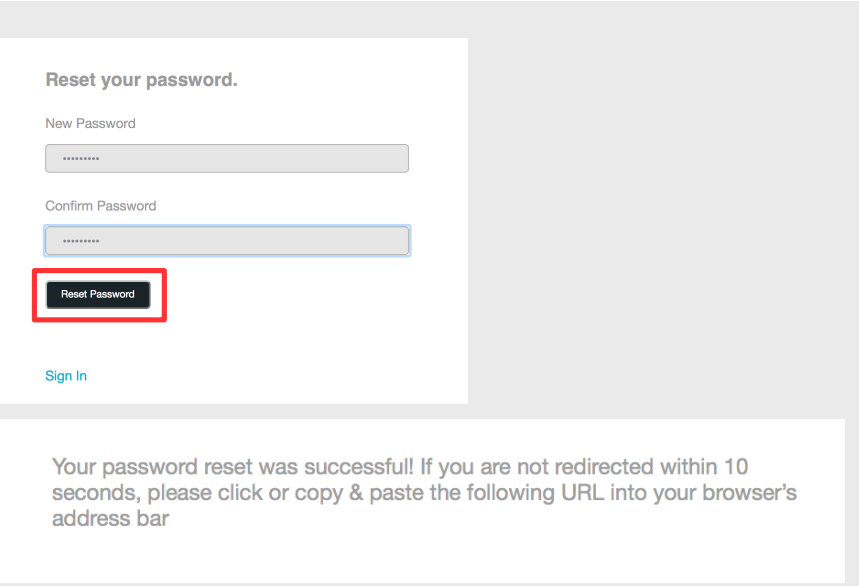 Reset your password.
New Password
•••••••••
Confirm Password
•••••••••
Reset Password
Sign In
Your password reset was successful! If you are not redirected within 10
seconds, please click or copy & paste the following URL into your browser’s
address bar